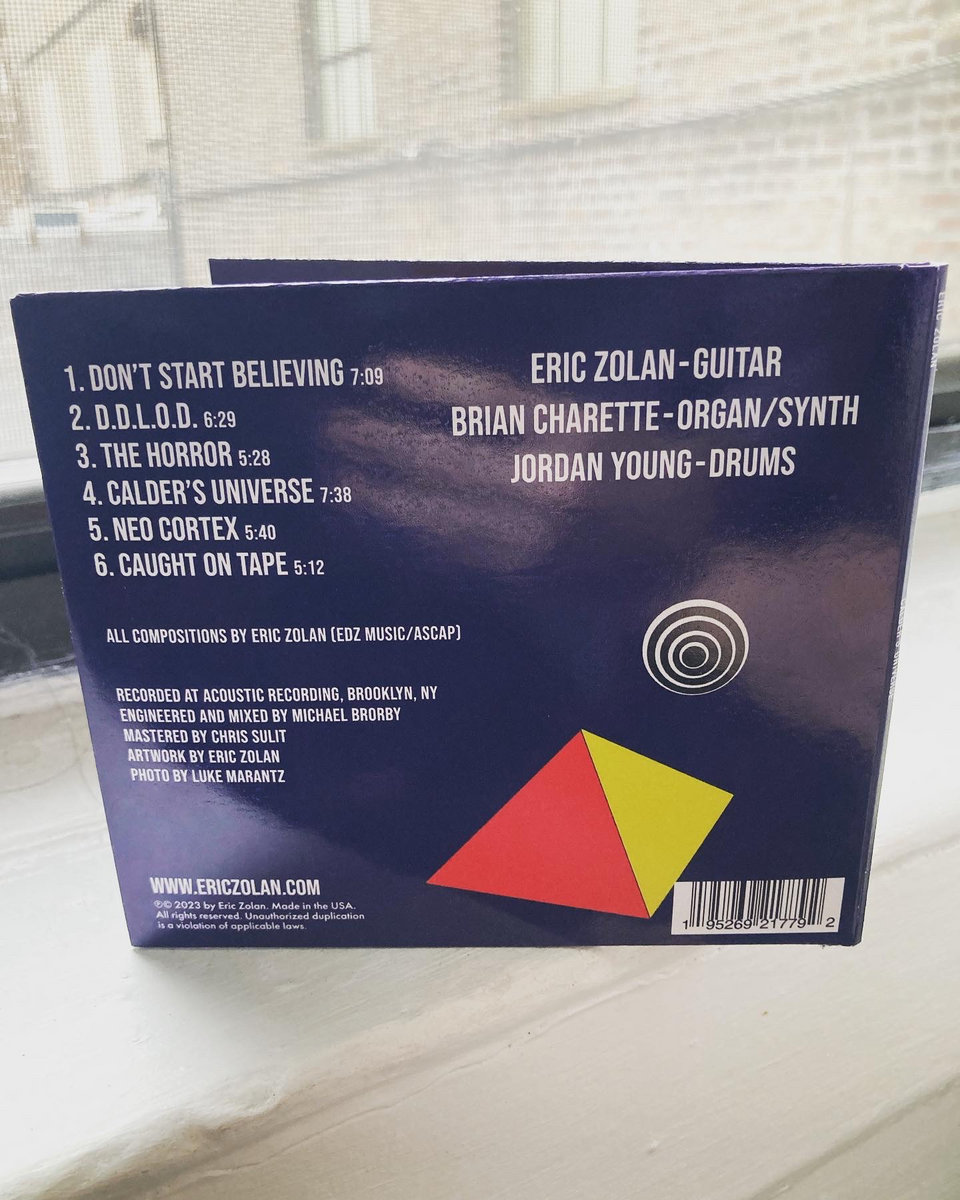 1. DON'T START BELIEVING 7:09
2. D.D.L.O.D. 6:29
3. THE HORROR 5:28
4. CALDER'S UNIVERSE 7:38
5. NEO CORTEX 5:40
6. CAUGHT ON TAPE 5:12
ERIC ZOLAN-GUITAR
BRIAN CHARETTE-ORGAN/SYNTH
JORDAN YOUNG-DRUMS
ALL COMPOSITIONS BY ERIC ZOLAN (EDZ MUSIC/ASCAP)
RECORDED AT ACOUSTIC RECORDING, BROOKLYN, NY
ENGINEERED AND MIXED BY MICHAEL BRORBY
MASTERED BY CHRIS SULIT
ARTWORK BY ERIC ZOLAN
PHOTO BY LUKE MARANTZ
WWW.ERICZOLAN.COM
℗© 2023 by Eric Zolan. Made in the USA.
All rights reserved. Unauthorized duplication
is a violation of applicable laws.
1 95269 21779 2
ERIC ZOLAN